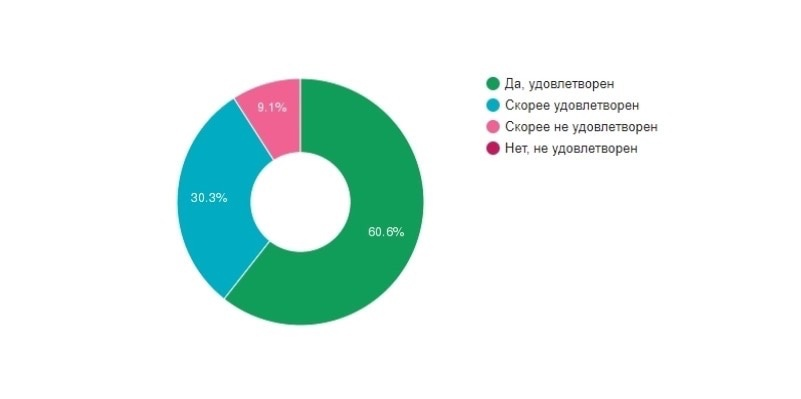 9.1%
30.3%
60.6%
Да, удовлетворен
Скорее удовлетворен
Скорее не удовлетворен
Нет, не удовлетворен